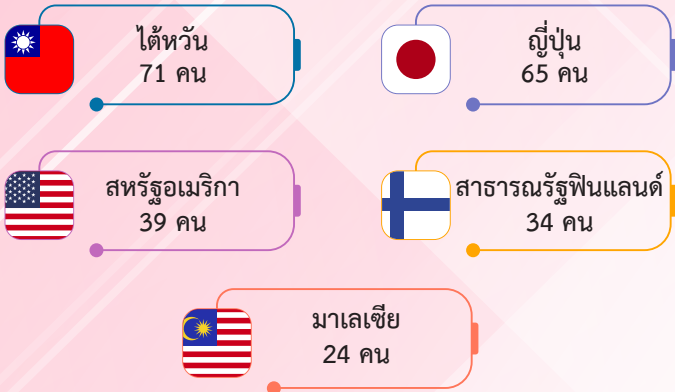 ไต้หวัน
71 คน
ญี่ปุ่น
65 คน
สหรัฐอเมริกา
39 คน
สาธารณรัฐฟินแลนด์
34 คน
มาเลเซีย
24 คน